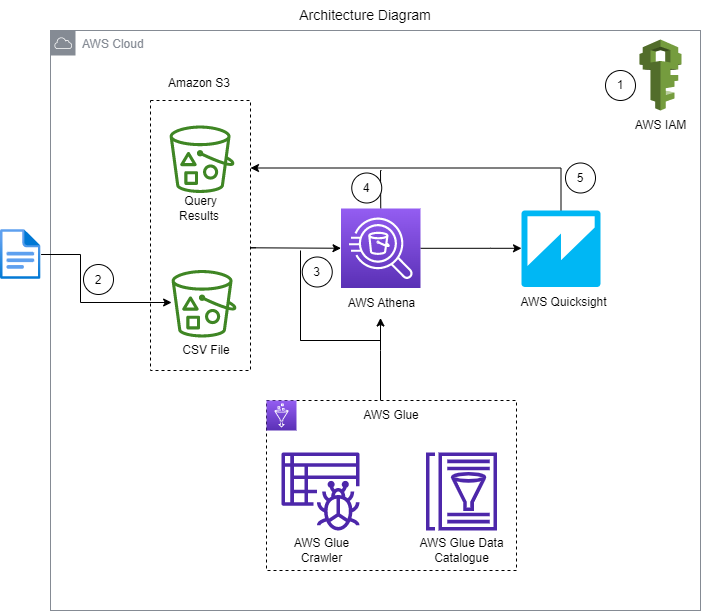 Architecture Diagram
AWS Cloud
1
AWS IAM
Amazon S3
Query
Results
4
5
2
3
CSV File
AWS Athena
AWS Quicksight
AWS Glue
AWS Glue
Crawler
AWS Glue Data
Catalogue